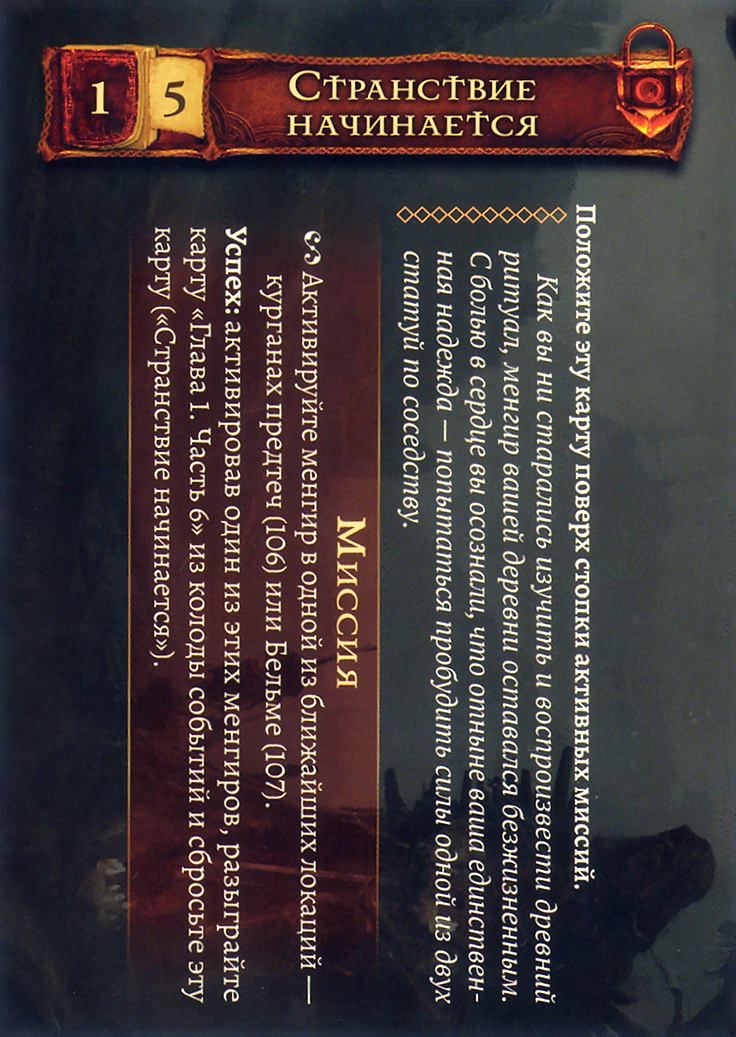 1
5
Странствие
начинается
Q
Положите эту карту поверх стопки активных миссий.
Как вы ни старались изучить и воспроизвести древний
ритуал, менгир вашей деревни оставался безжизненным.
С болью в сердце вы осознали, что отныне ваша единствен-
ная надежда — попытаться пробудить силы одной из двух
статуй по соседству.
Миссия
Активируйте менгир в одной из ближайших локаций —
курганах предтеч (106) или Бельме (107).
Успех: активировав один из этих менгиров, разыграйте
карту «Глава 1. Часть 6» из колоды событий и сбросьте эту
карту («Странствие начинается»).